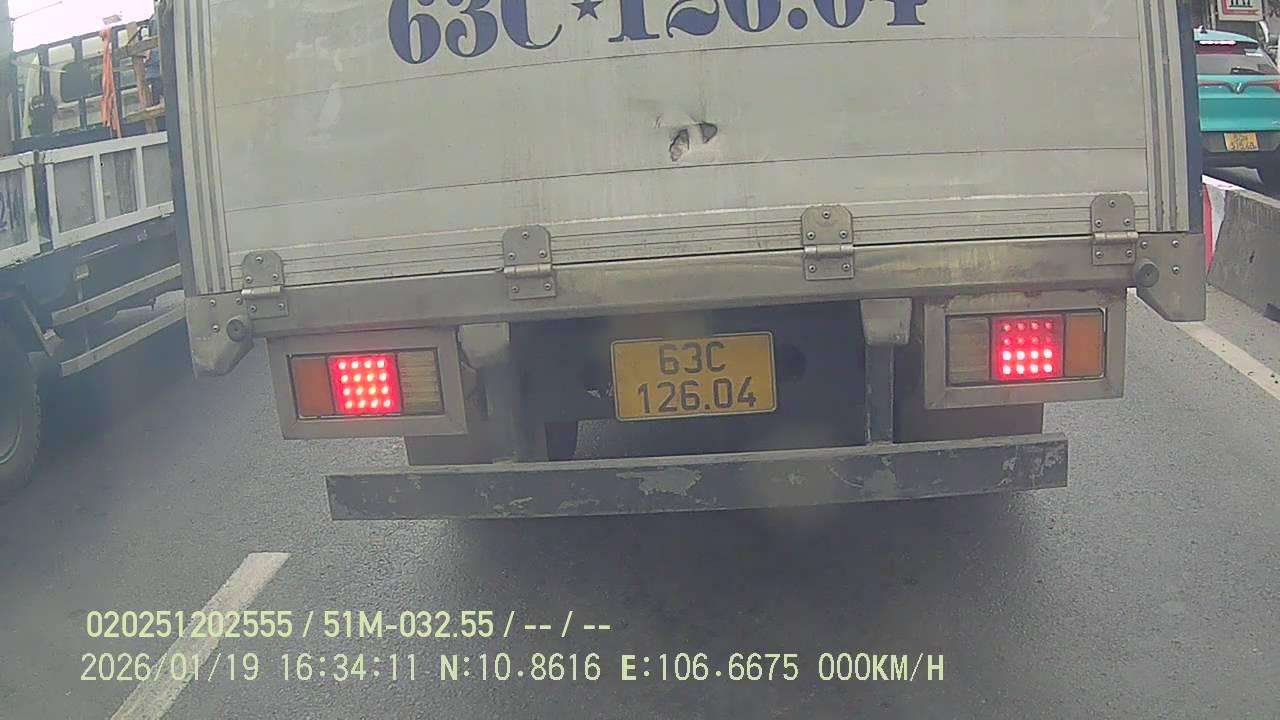 63C★126.04
63C
126.04
020251202555 / 51M-032.55 / -- / --
2026/01/19 16:34:11 N:10.8616 E:106.6675 000KM/H